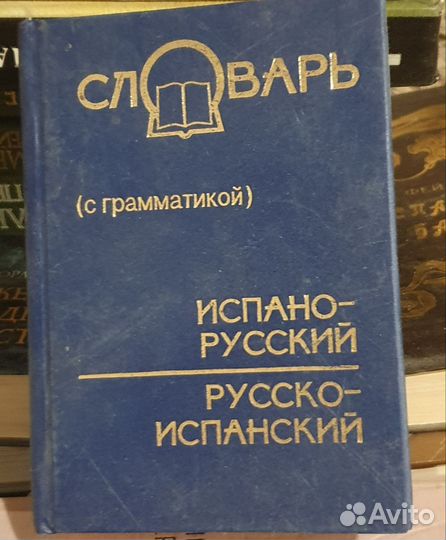 СЛОВАРЬ
(с грамматикой)
ИСПАНО-
РУССКИЙ
РУССКО-
ИСПАНСКИЙ
Avito